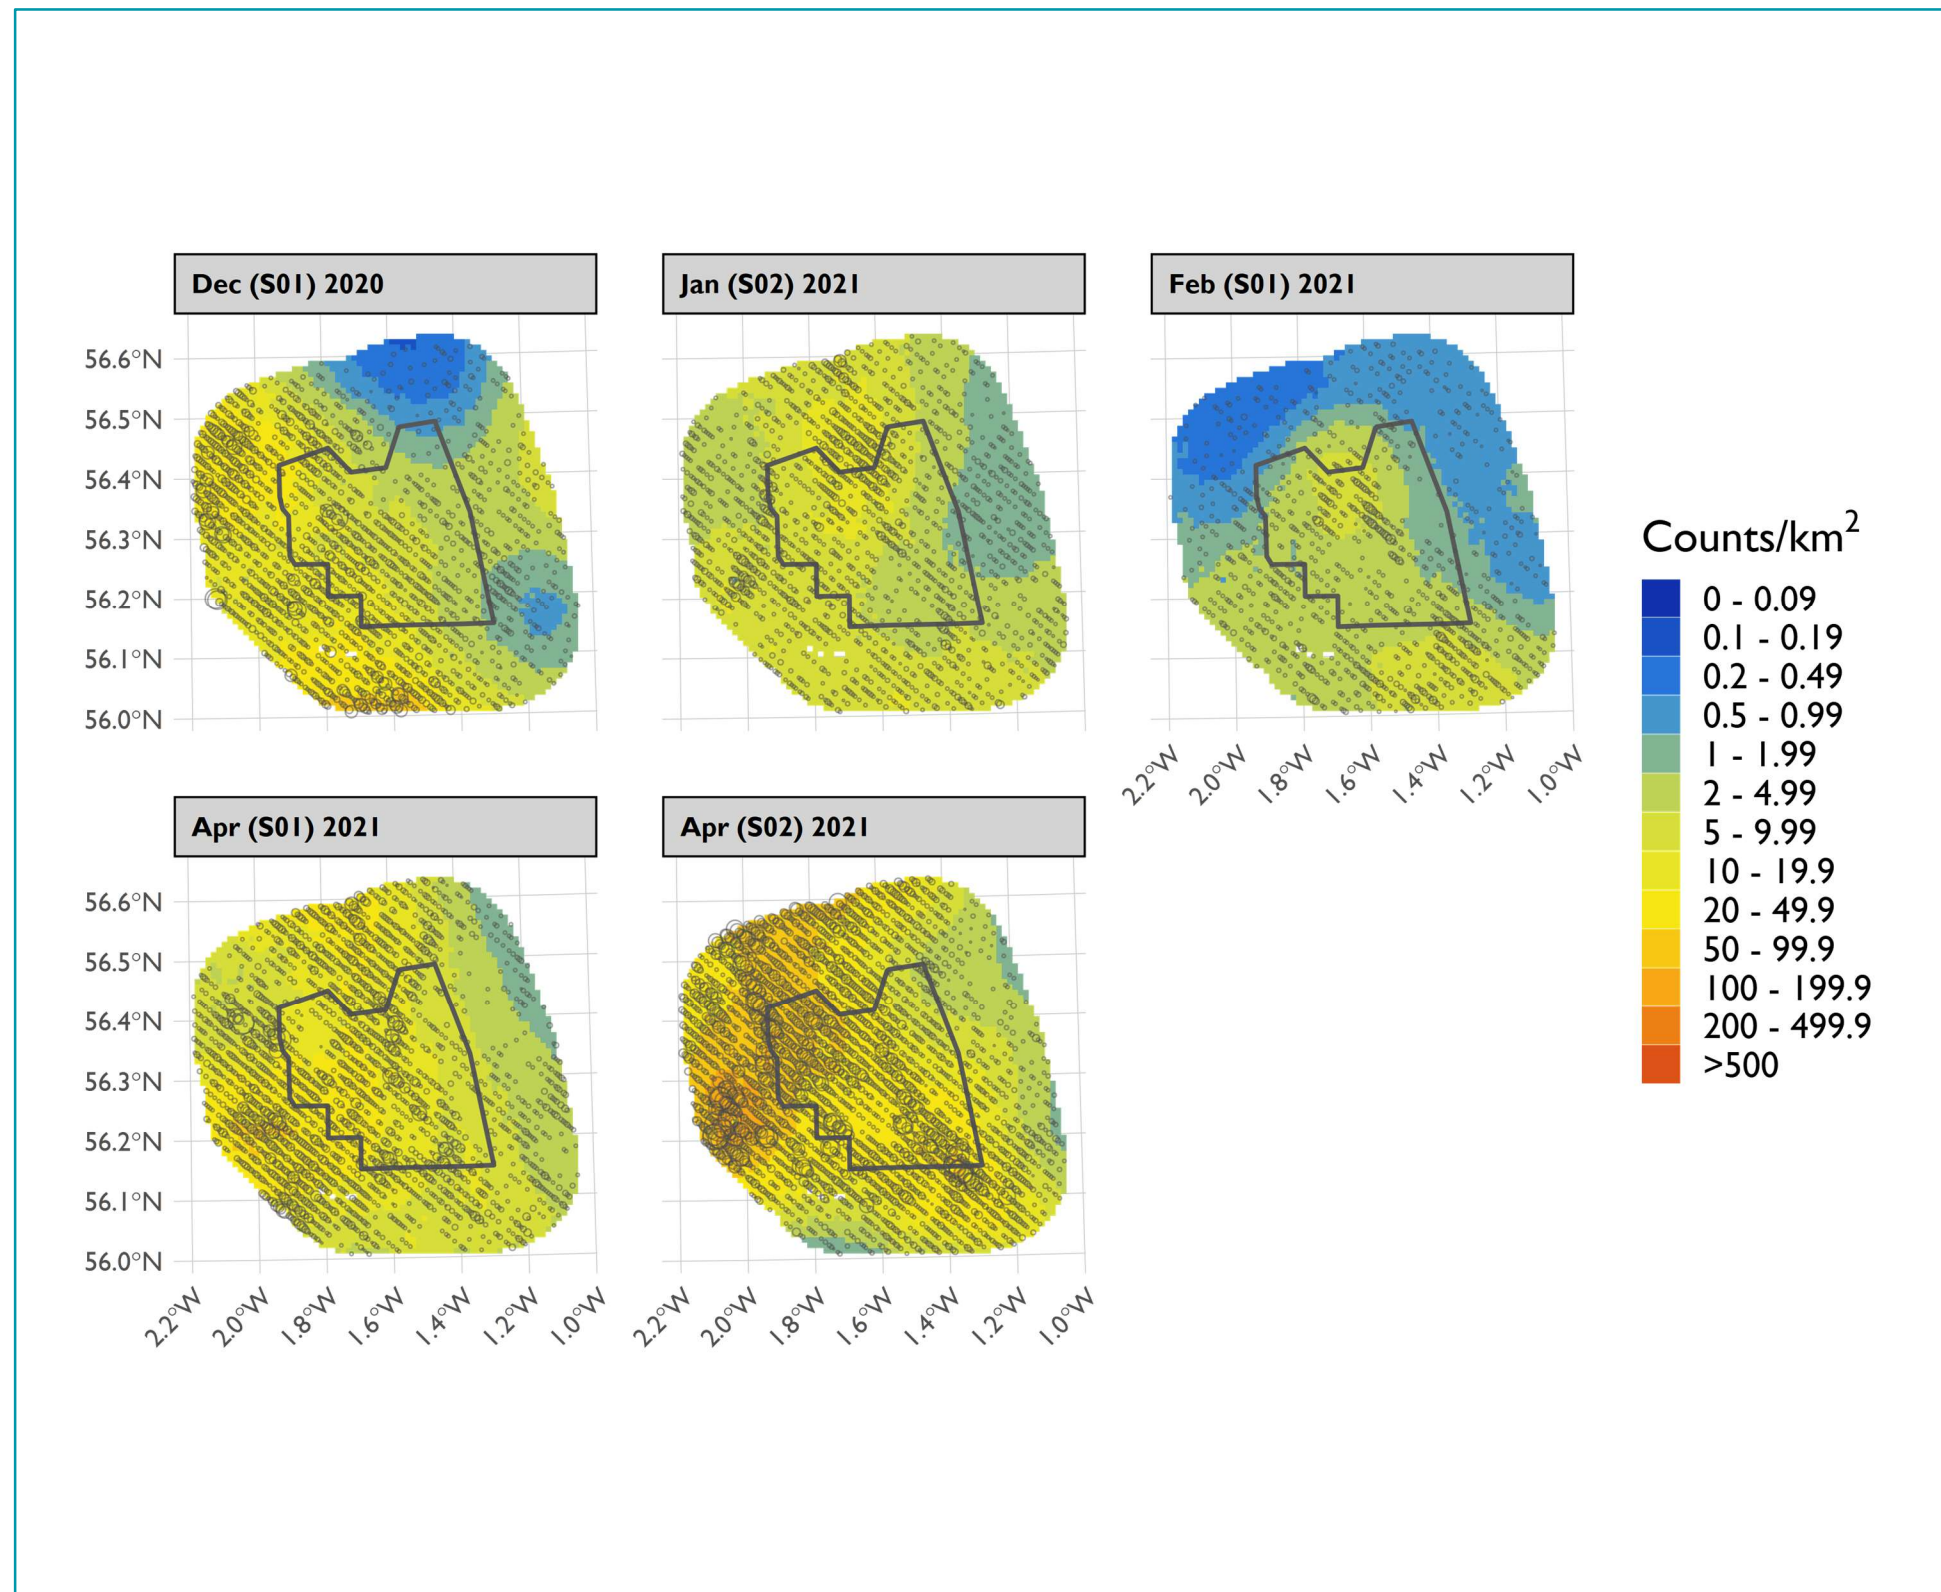 Dec (S01) 2020
Jan (S02) 2021
Feb (S01) 2021
56.6°N
56.5°N
56.4°N
56.3°N
56.2°N
56.1°N
56.0°N
2.2°W
2.0°W
1.8°W
1.6°W
1.4°W
1.2°W
1.0°W
Apr (S01) 2021
Apr (S02) 2021
56.6°N
56.5°N
56.4°N
56.3°N
56.2°N
56.1°N
56.0°N
2.2°W
2.0°W
1.8°W
1.6°W
1.4°W
1.2°W
1.0°W
2.2°W
2.0°W
1.8°W
1.6°W
1.4°W
1.2°W
1.0°W
Counts/km²
0 - 0.09
0.1 - 0.19
0.2 - 0.49
0.5 - 0.99
1 - 1.99
2 - 4.99
5 - 9.99
10 - 19.9
20 - 49.9
50 - 99.9
100 - 199.9
200 - 499.9
>500